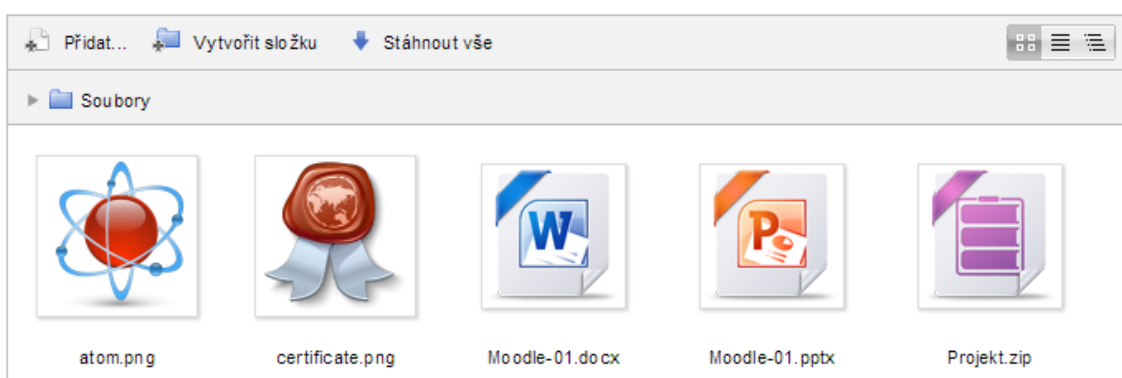 Přidat... Vytvořit složku Stáhnout vše
Soubory
W P
atom.png certificate.png Moodle-01.docx Moodle-01.pptx Projekt.zip